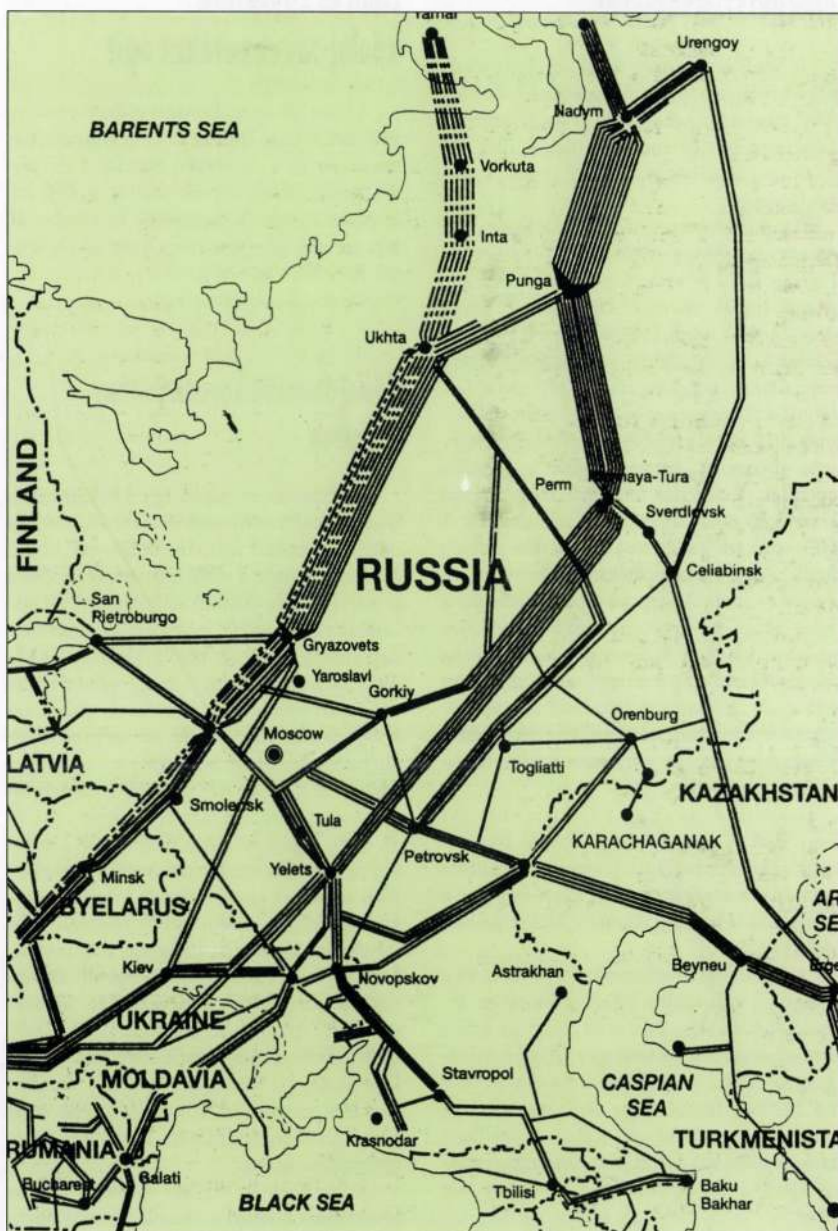 Yamal
Urengoy
Nadym
BARENTS SEA
Vorkuta
Inta
Punga
Ukhta
FINLAND
Perm
Sverdlovsk
RUSSIA
Celiabinsk
San
Pietroburgo
Gryazovets
Yaroslavl
Gorkiy
Orenburg
Moscow
LATVIA
Togliatti
KAZAKHSTAN
Smolensk
Tula
KARACHAGANAK
Petrovsk
Minsk
Yelets
BYELARUS
Kiev
Novopskov
Astrakhan
Beyneu
UKRAINE
MOLDAVIA
Stavropol
CASPIAN
SEA
Krasnodar
RUMANIA
TURKMENISTA
Bucharest
Galati
Tbilisi
Baku
Bakhar
BLACK SEA